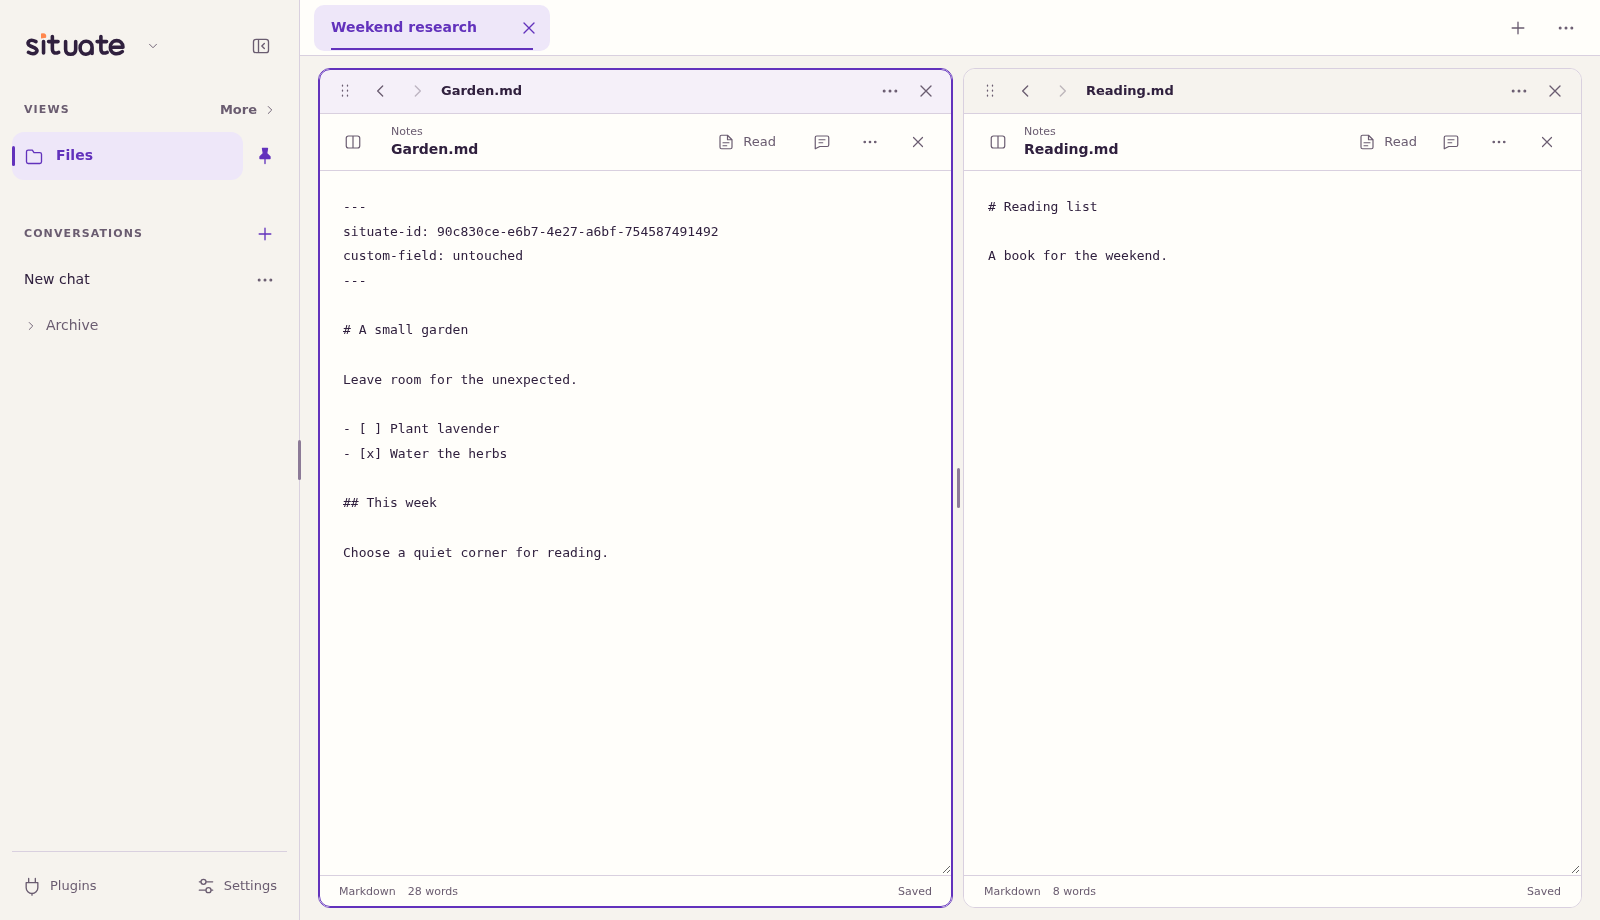 situate
VIEWS
More
Files
CONVERSATIONS
New chat
Archive
Plugins
Settings
Weekend research
Garden.md
Notes
Garden.md
Read
---
situate-id: 90c830ce-e6b7-4e27-a6bf-754587491492
custom-field: untouched
---
# A small garden
Leave room for the unexpected.
- [ ] Plant lavender
- [x] Water the herbs
## This week
Choose a quiet corner for reading.
Markdown 28 words
Saved
Reading.md
Notes
Reading.md
Read
# Reading list
A book for the weekend.
Markdown 8 words
Saved